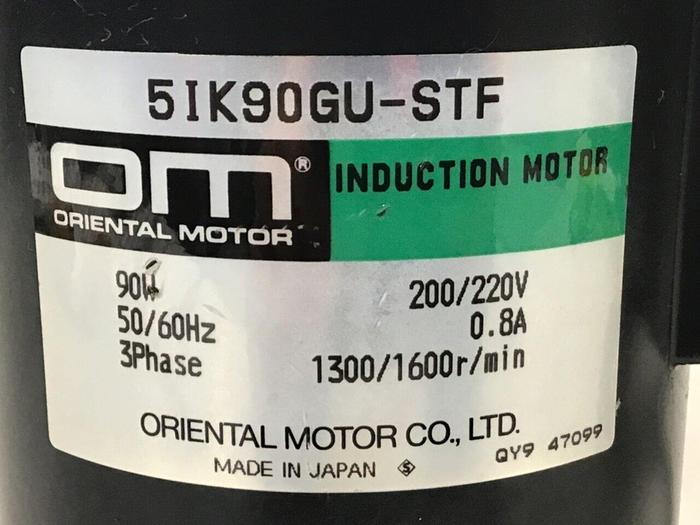 5IK90GU-STF
om® INDUCTION MOTOR
ORIENTAL MOTOR
90W 200/220V
50/60Hz 0.8A
3Phase 1300/1600r/min
ORIENTAL MOTOR CO., LTD.
MADE IN JAPAN S QY9 47099